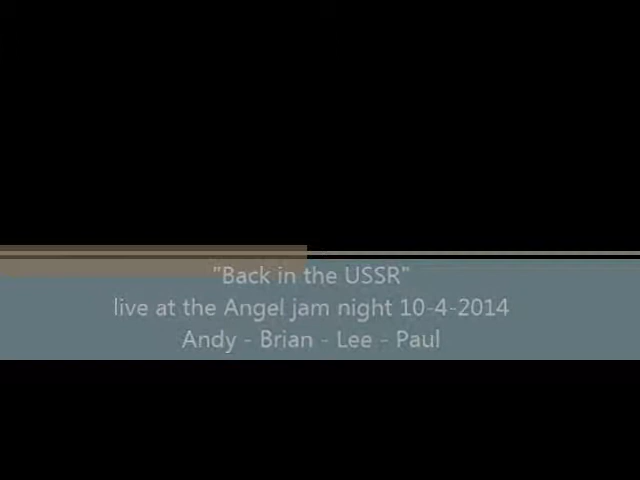 "Back in the USSR"
live at the Angel jam night 10-4-2014
Andy - Brian - Lee - Paul